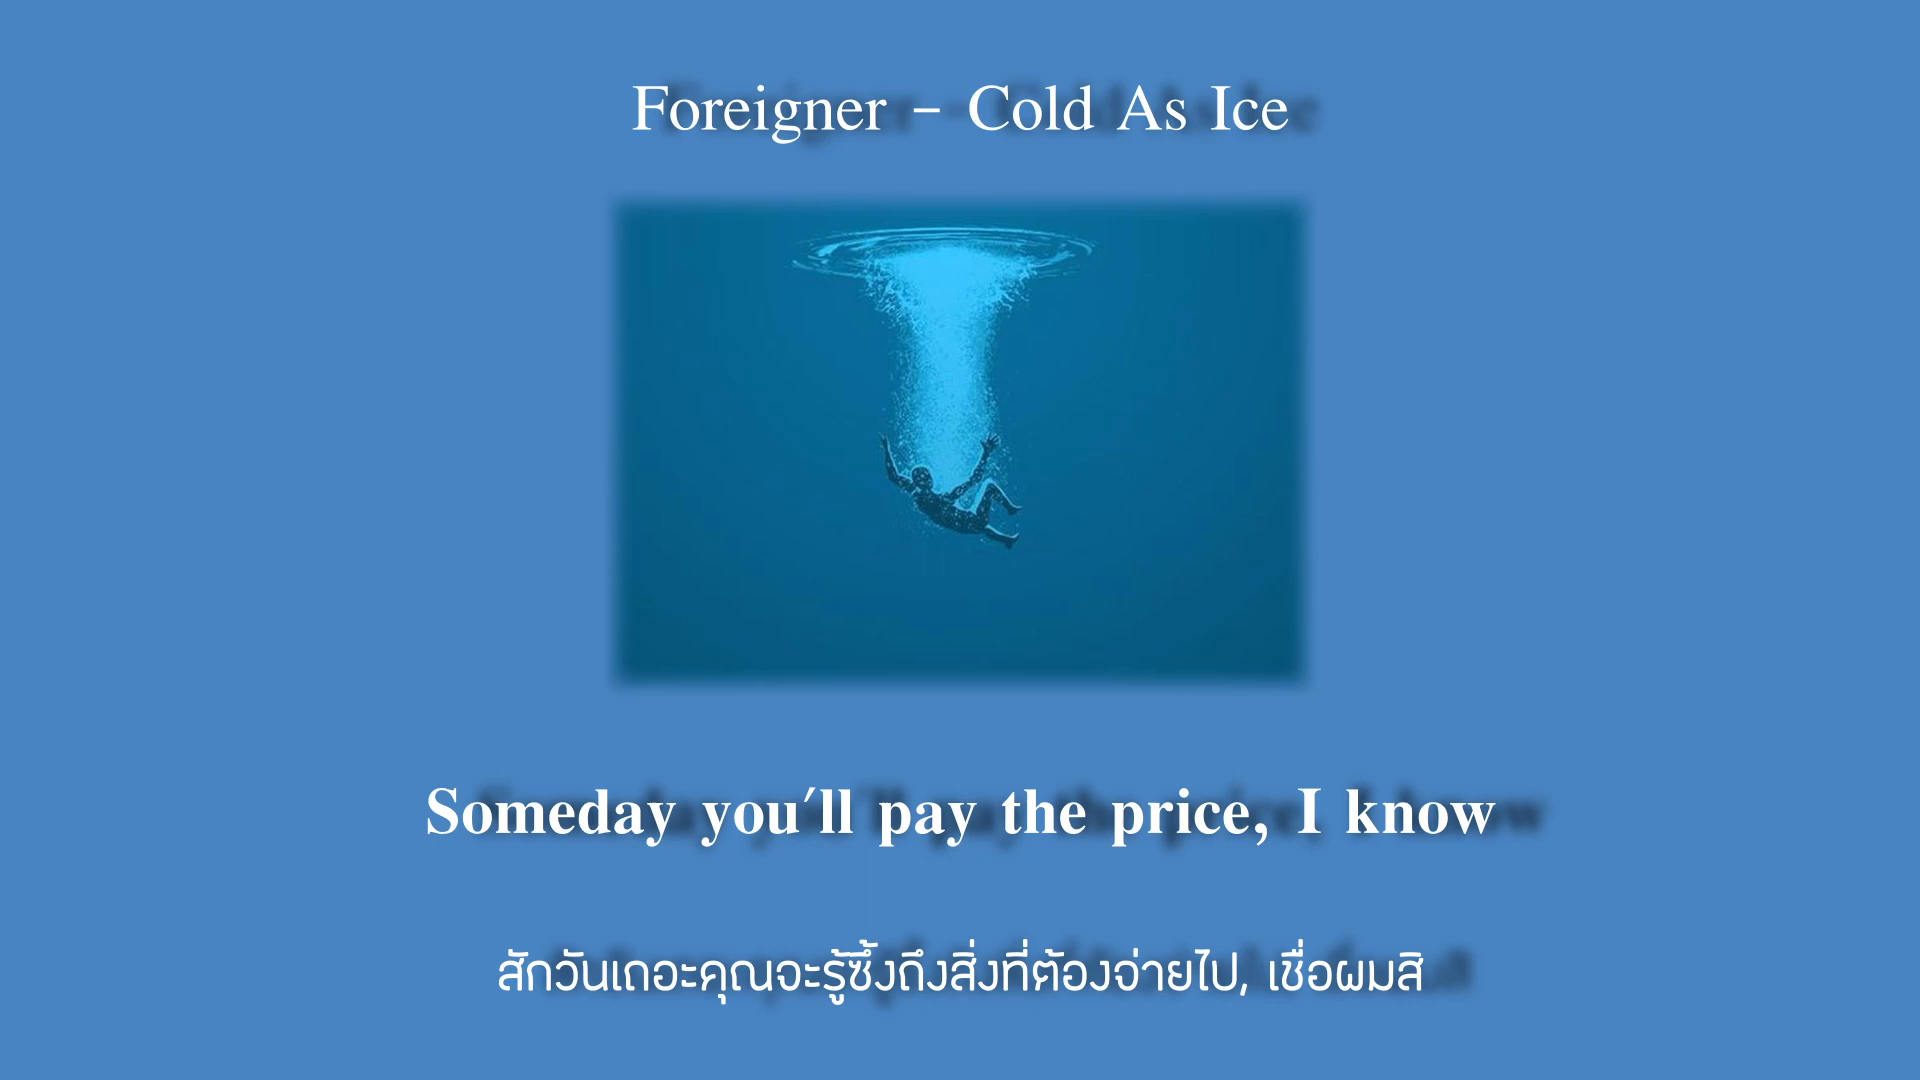 Foreigner - Cold As Ice
Someday you'll pay the price, I know
สักวันเถอะคุณจะรู้ซึ้งถึงสิ่งที่ต้องจ่ายไป, เชื่อผมสิ